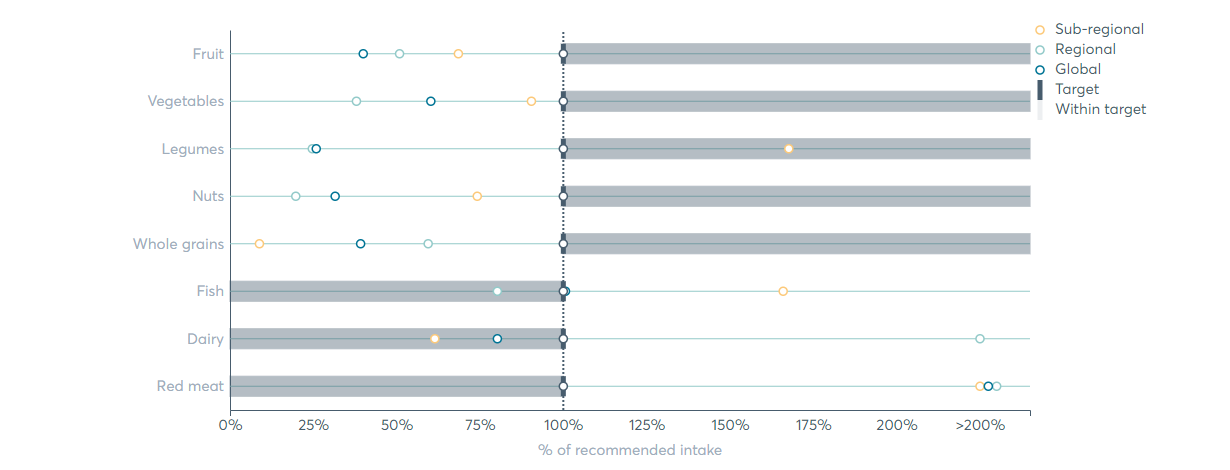 Sub-regional
Regional
Global
Target
Within target
Fruit
Vegetables
Legumes
Nuts
Whole grains
Fish
Dairy
Red meat
0% 25% 50% 75% 100% 125% 150% 175% 200% >200%
% of recommended intake